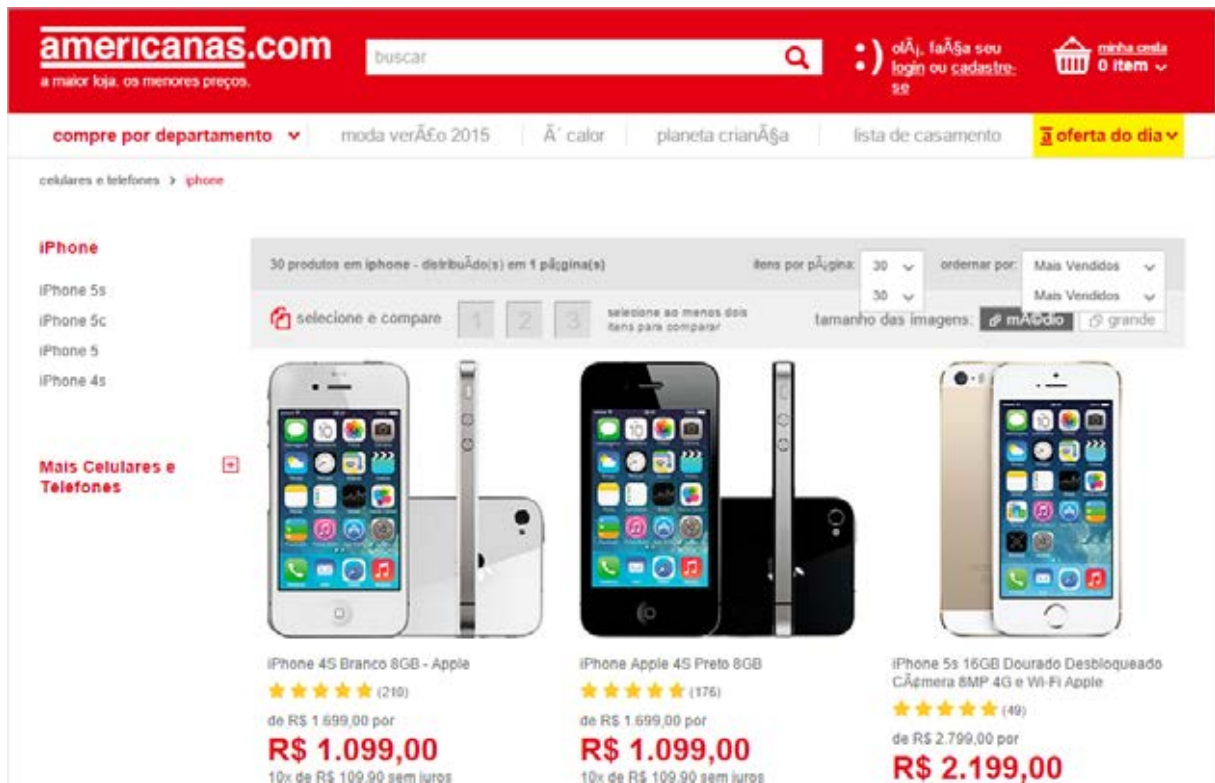 americanas.com
a maior loja. os menores preços.
buscar
: )
olÃ¡, faÃ§a seu
login ou cadastre-
se
minha cesta
0 item
compre por departamento
moda verÃ£o 2015
Ã´ calor
planeta crianÃ§a
lista de casamento
a oferta do dia
celulares e telefones > iphone
iPhone
iPhone 5s
iPhone 5c
iPhone 5
iPhone 4s
Mais Celulares e
Telefones
30 produtos em iphone - distribuÃ­do(s) em 1 pÃ¡gina(s)
itens por pÃ¡gina: 30
ordernar por: Mais Vendidos
30
Mais Vendidos
selecione e compare 1 2 3
selecione ao menos dois
itens para comparar
tamanho das imagens: mÃ©dio grande
iPhone 4S Branco 8GB - Apple
(210)
de R$ 1.699,00 por
R$ 1.099,00
10x de R$ 109,90 sem juros
iPhone Apple 4S Preto 8GB
(176)
de R$ 1.699,00 por
R$ 1.099,00
10x de R$ 109,90 sem juros
iPhone 5s 16GB Dourado Desbloqueado
CÃ¢mera 8MP 4G e Wi-Fi Apple
(49)
de R$ 2.799,00 por
R$ 2.199,00